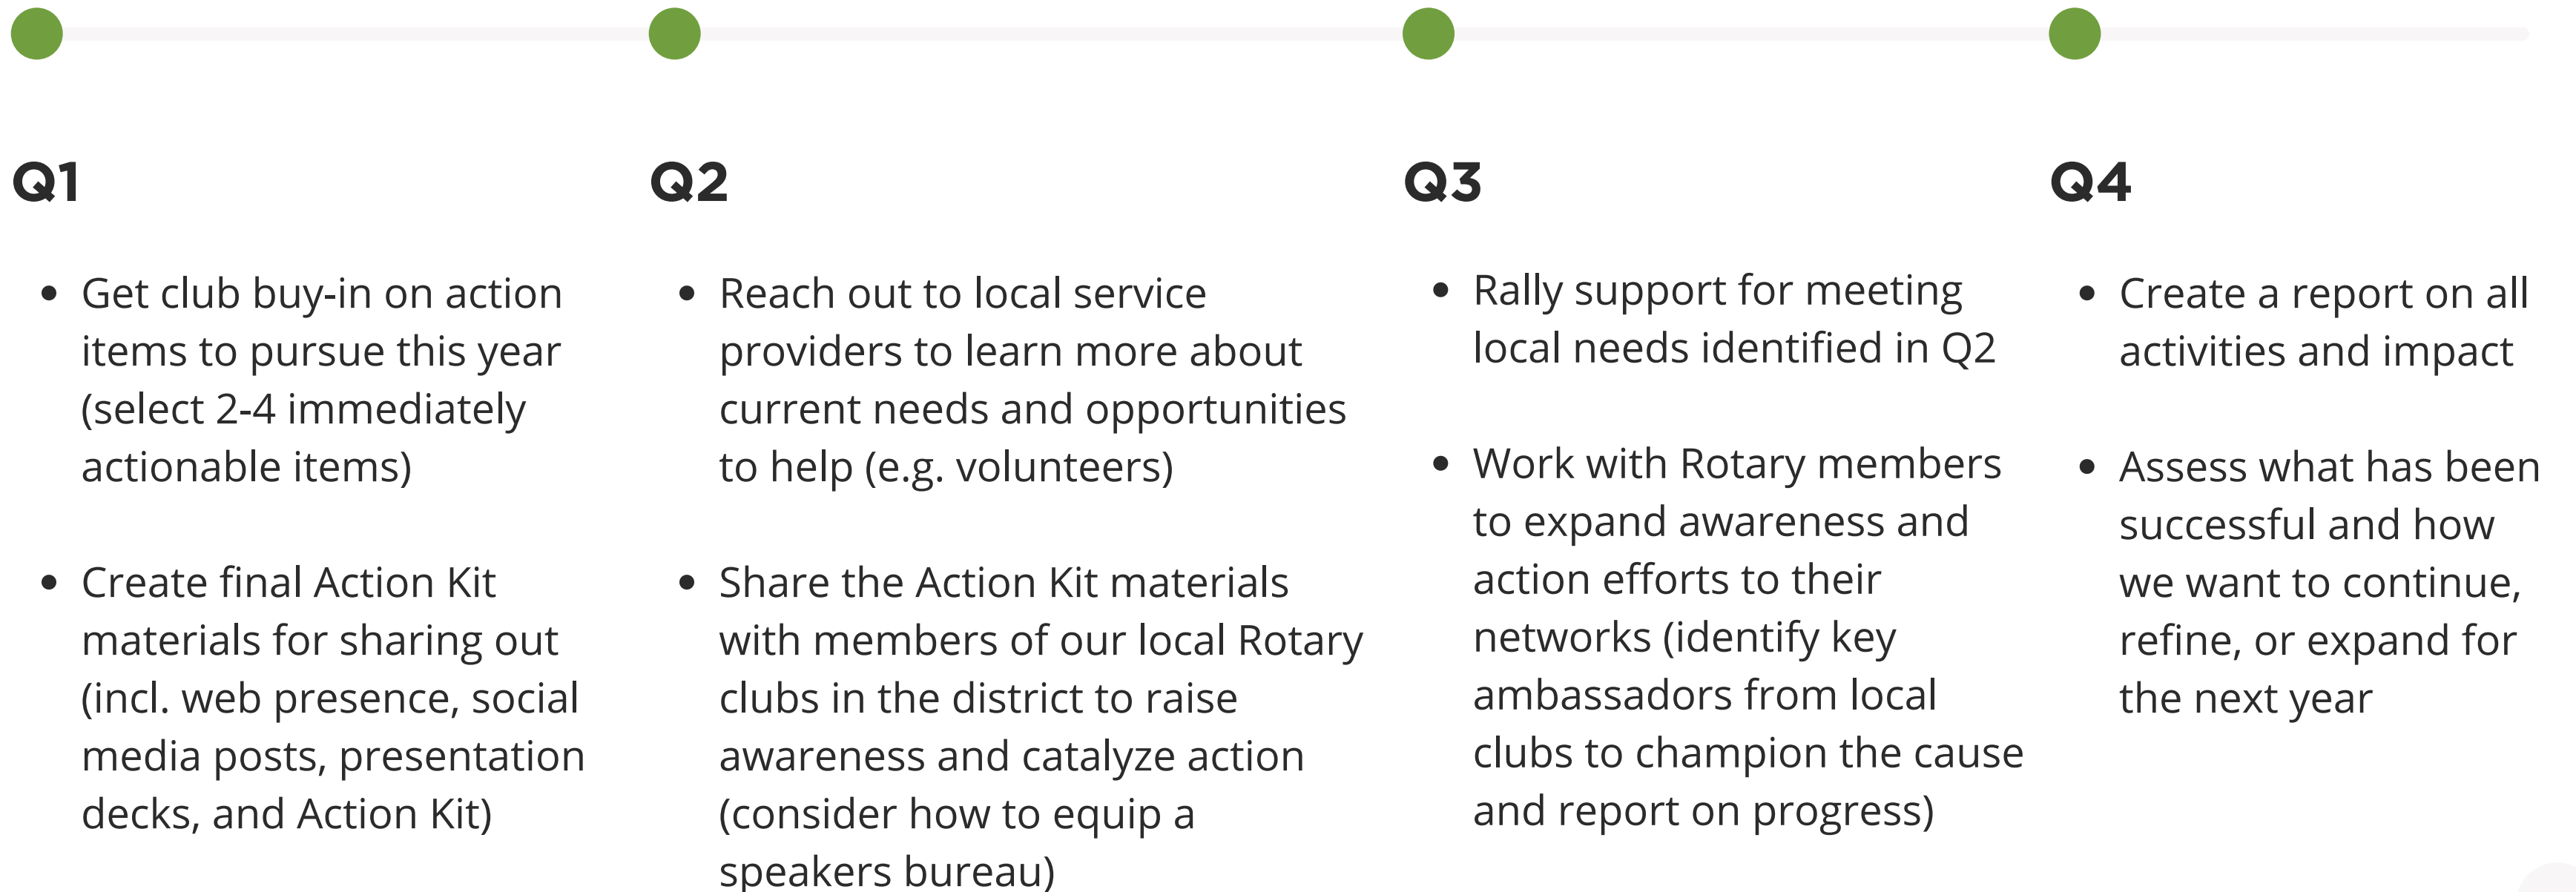 Q1
• Get club buy-in on action
items to pursue this year
(select 2-4 immediately
actionable items)
• Create final Action Kit
materials for sharing out
(incl. web presence, social
media posts, presentation
decks, and Action Kit)
Q2
• Reach out to local service
providers to learn more about
current needs and opportunities
to help (e.g. volunteers)
• Share the Action Kit materials
with members of our local Rotary
clubs in the district to raise
awareness and catalyze action
(consider how to equip a
speakers bureau)
Q3
• Rally support for meeting
local needs identified in Q2
• Work with Rotary members
to expand awareness and
action efforts to their
networks (identify key
ambassadors from local
clubs to champion the cause
and report on progress)
Q4
• Create a report on all
activities and impact
• Assess what has been
successful and how
we want to continue,
refine, or expand for
the next year